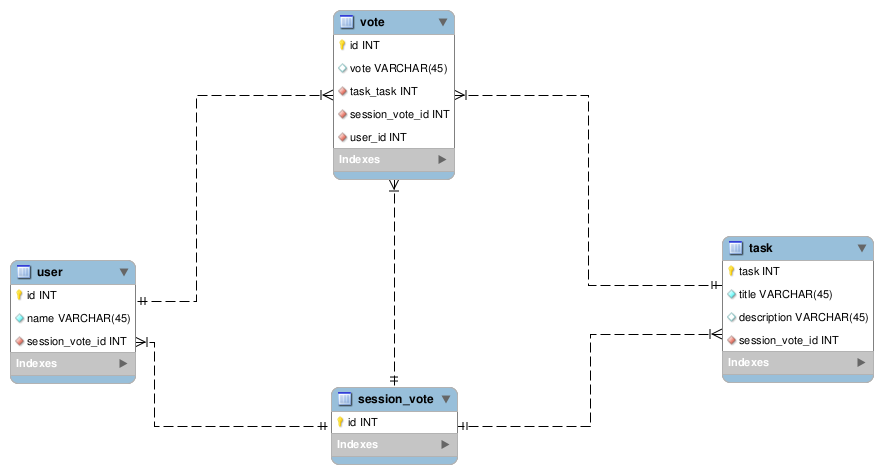 vote
id INT
vote VARCHAR(45)
task_task INT
session_vote_id INT
user_id INT
Indexes
user
id INT
name VARCHAR(45)
session_vote_id INT
Indexes
task
task INT
title VARCHAR(45)
description VARCHAR(45)
session_vote_id INT
Indexes
session_vote
id INT
Indexes